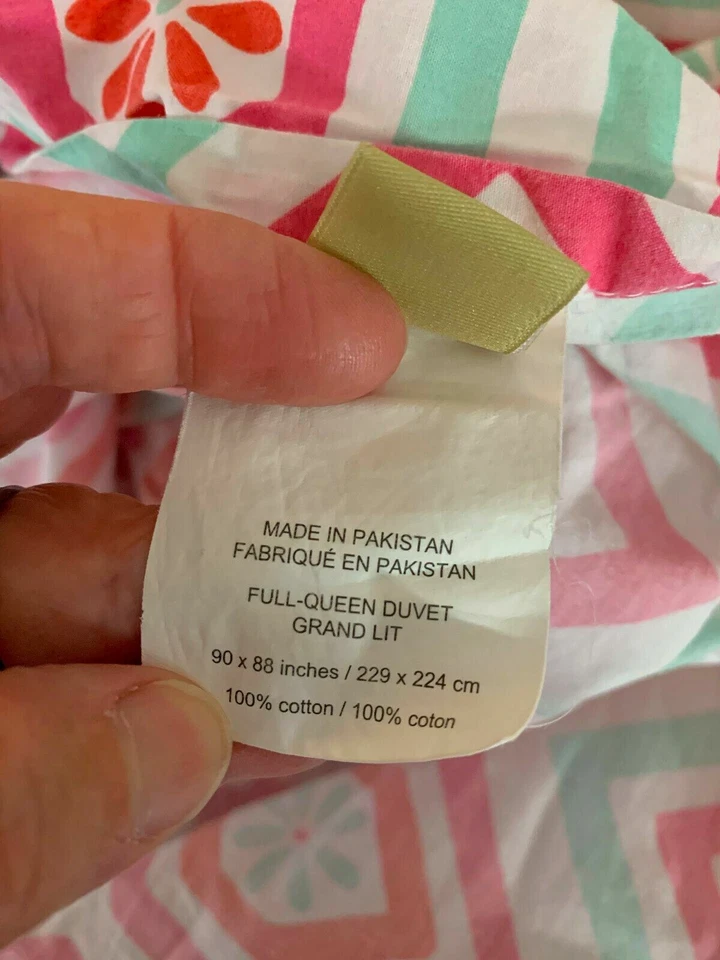 MADE IN PAKISTAN
FABRIQUÉ EN PAKISTAN
FULL-QUEEN DUVET
GRAND LIT
90 x 88 inches / 229 x 224 cm
100% cotton / 100% coton